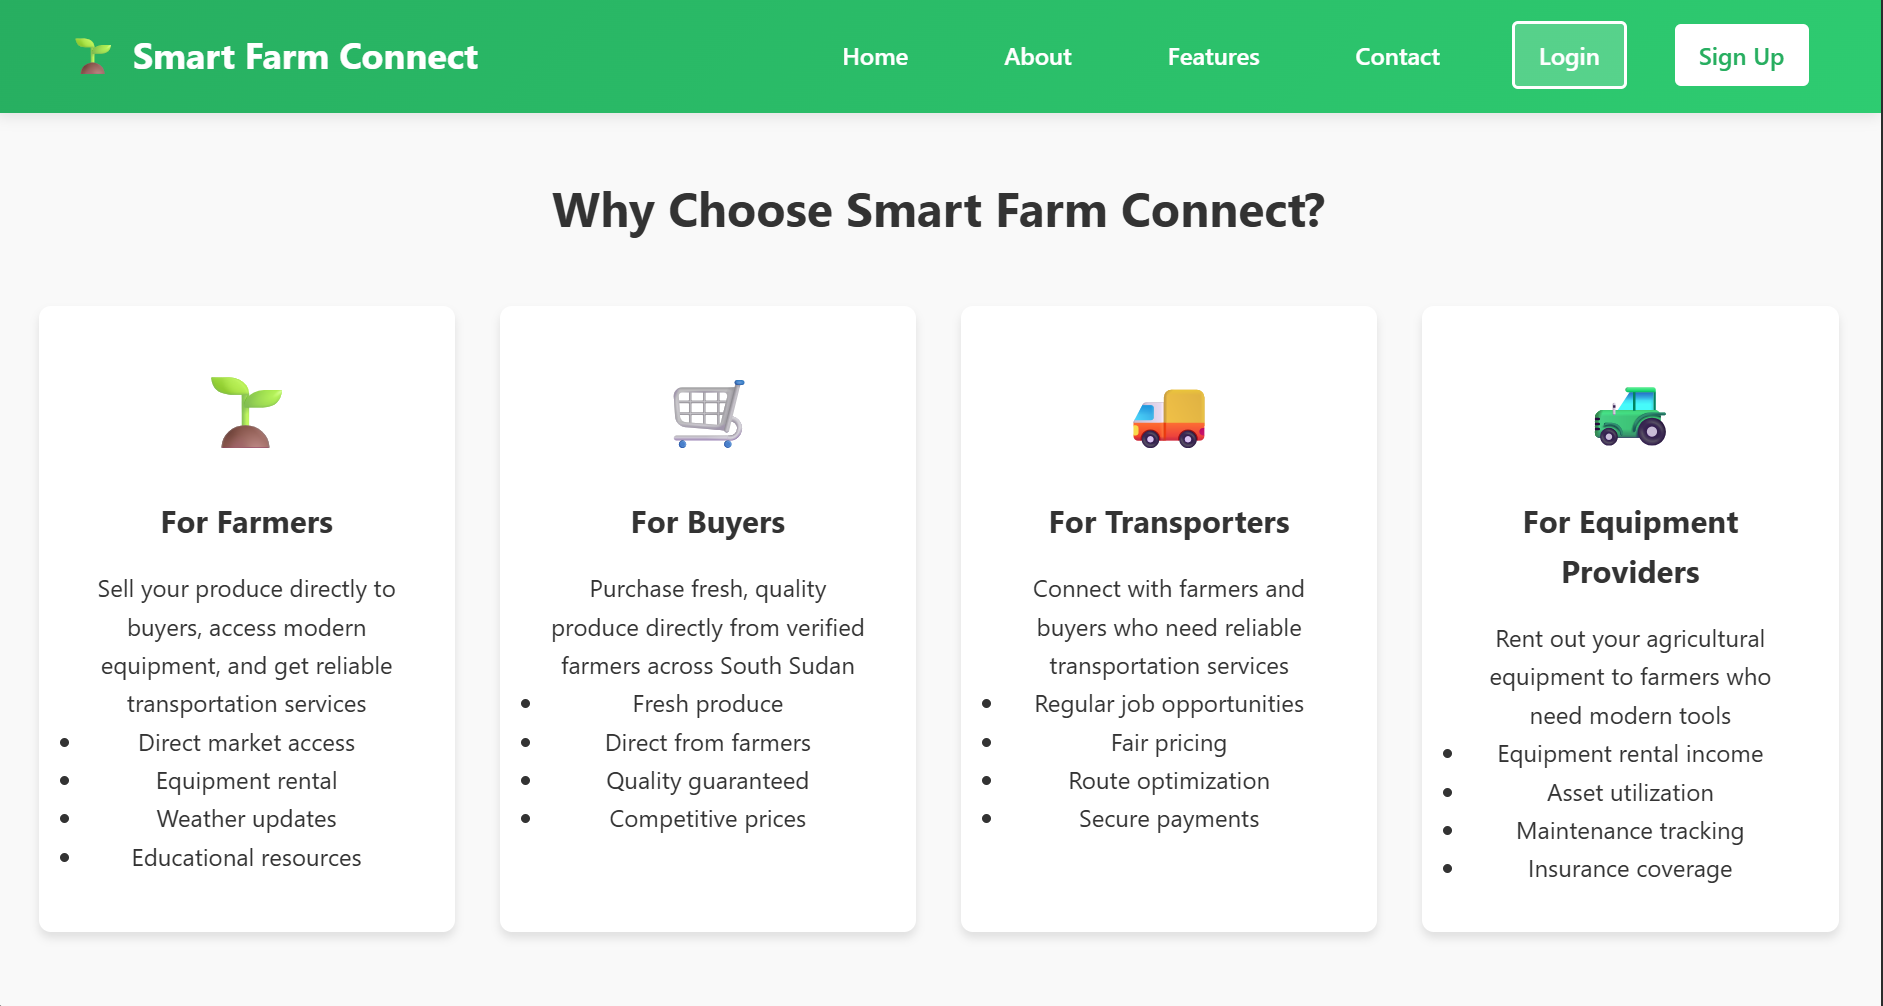 Smart Farm Connect
Home
About
Features
Contact
Login
Sign Up
Why Choose Smart Farm Connect?
For Farmers
Sell your produce directly to
buyers, access modern
equipment, and get reliable
transportation services
• Direct market access
• Equipment rental
• Weather updates
• Educational resources
For Buyers
Purchase fresh, quality
produce directly from verified
farmers across South Sudan
• Fresh produce
• Direct from farmers
• Quality guaranteed
• Competitive prices
For Transporters
Connect with farmers and
buyers who need reliable
transportation services
• Regular job opportunities
• Fair pricing
• Route optimization
• Secure payments
For Equipment
Providers
Rent out your agricultural
equipment to farmers who
need modern tools
• Equipment rental income
• Asset utilization
• Maintenance tracking
• Insurance coverage